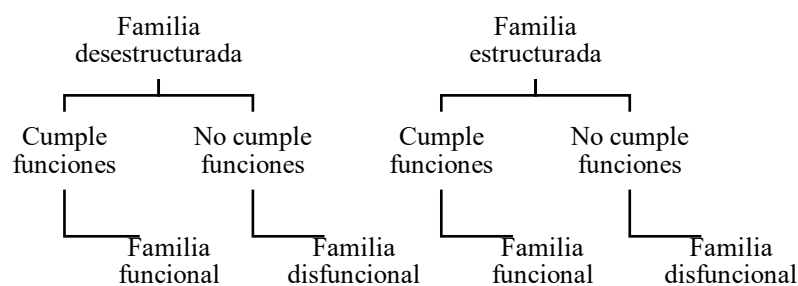 Familia
desestructurada
Familia
estructurada
Cumple
funciones
No cumple
funciones
Cumple
funciones
No cumple
funciones
Familia
funcional
Familia
disfuncional
Familia
funcional
Familia
disfuncional